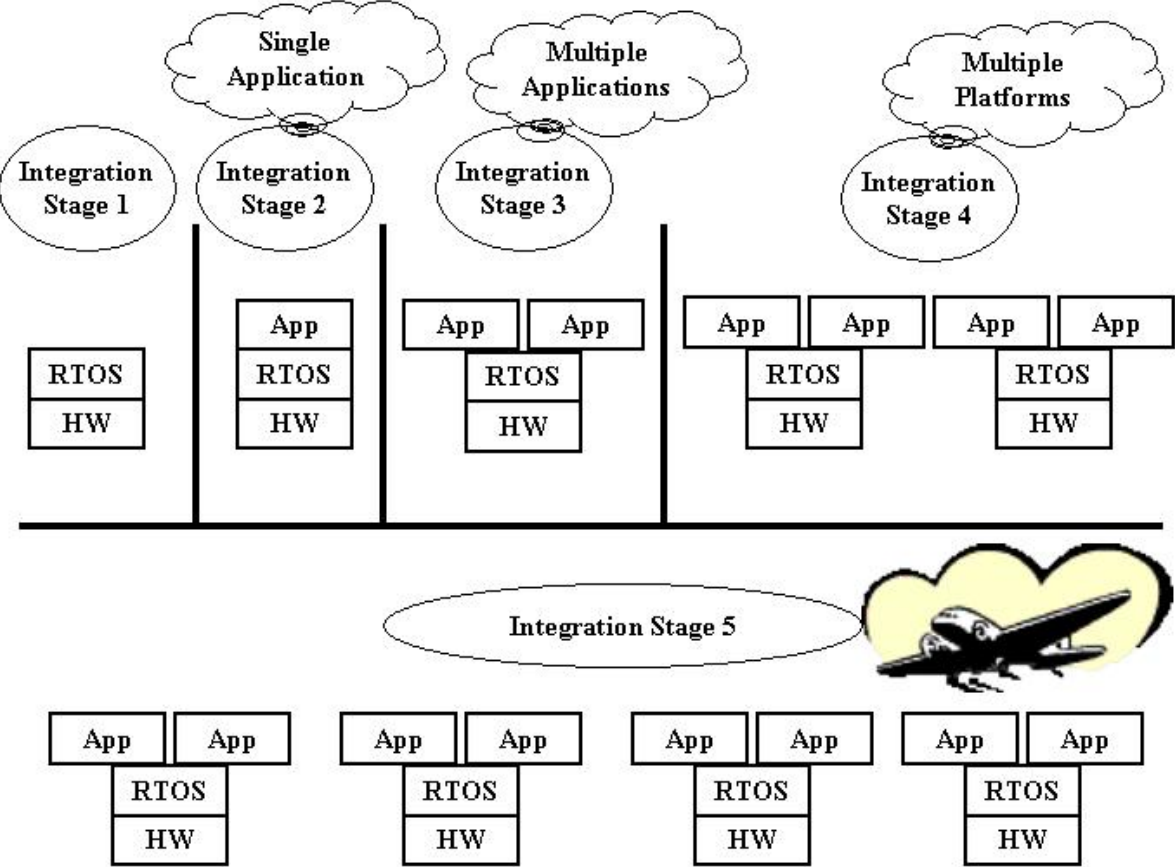 Single
Application
Multiple
Applications
Multiple
Platforms
Integration
Stage 1
Integration
Stage 2
Integration
Stage 3
Integration
Stage 4
RTOS
HW
App
RTOS
HW
App App
RTOS
HW
App App App App
RTOS RTOS
HW HW
Integration Stage 5
App App App App App App App App
RTOS RTOS RTOS RTOS
HW HW HW HW